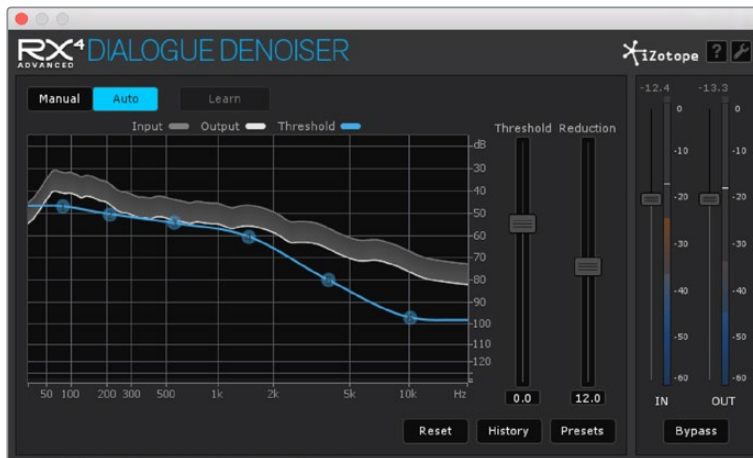 RX4 DIALOGUE DENOISER
ADVANCED
iZotope ?
Manual Auto Learn
Input Output Threshold
Threshold Reduction
-12.4 -13.3
dB
-30
-40
-50
-60
-70
-80
-90
-100
-110
-120
50 100 200 300 500 1k 2k 5k 10k Hz
0.0 12.0
0
-10
-20
-30
-40
-50
-60
0
-10
-20
-30
-40
-50
-60
IN OUT
Reset History Presets Bypass